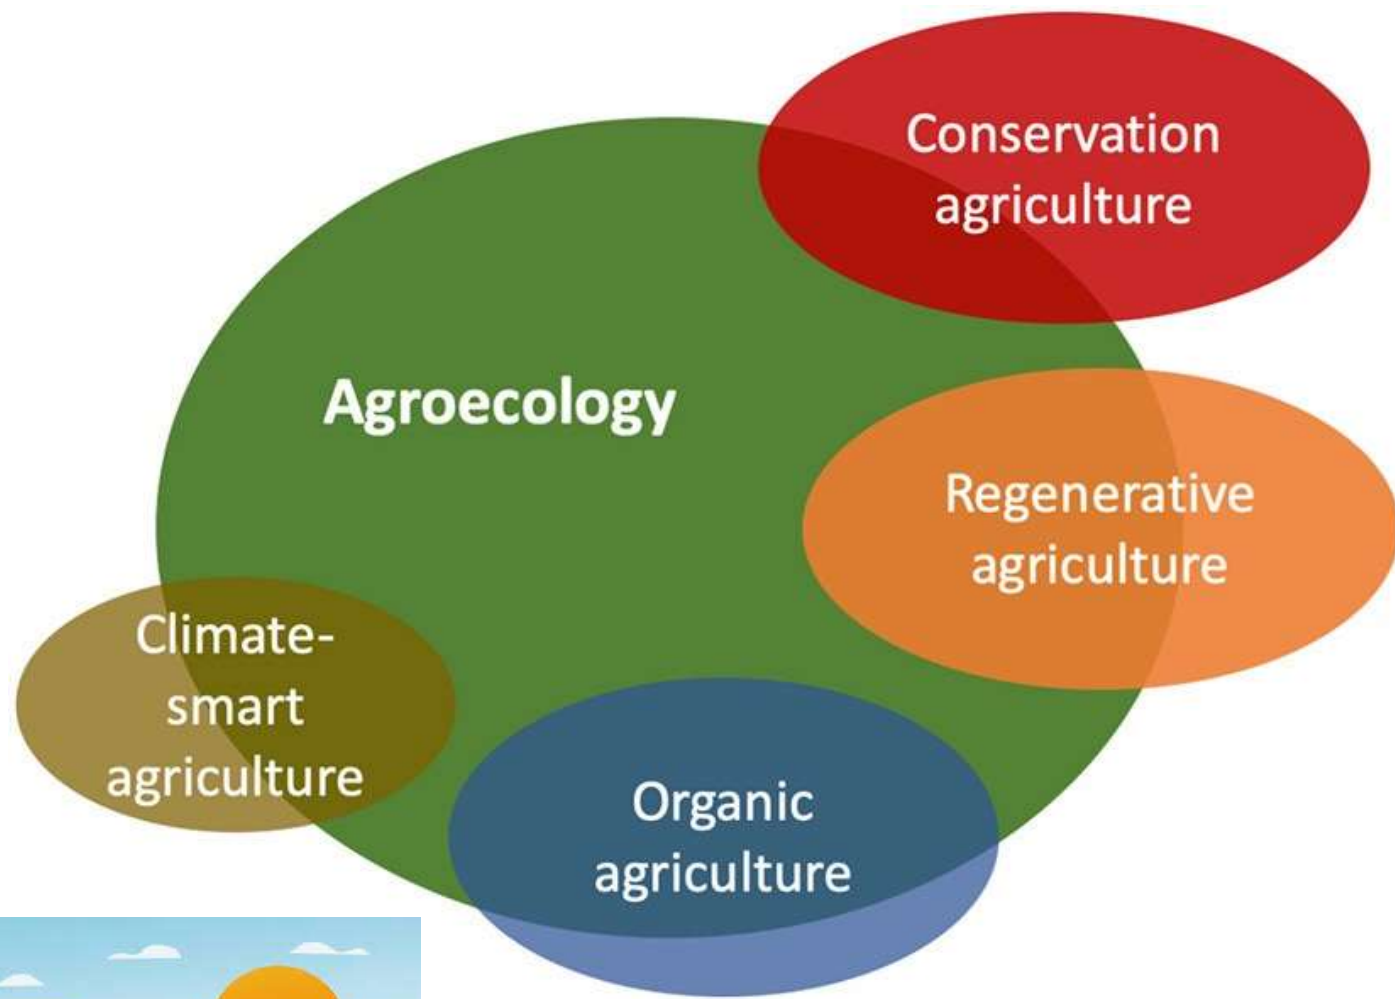 Conservation
agriculture
Agroecology
Regenerative
agriculture
Climate-
smart
agriculture
Organic
agriculture